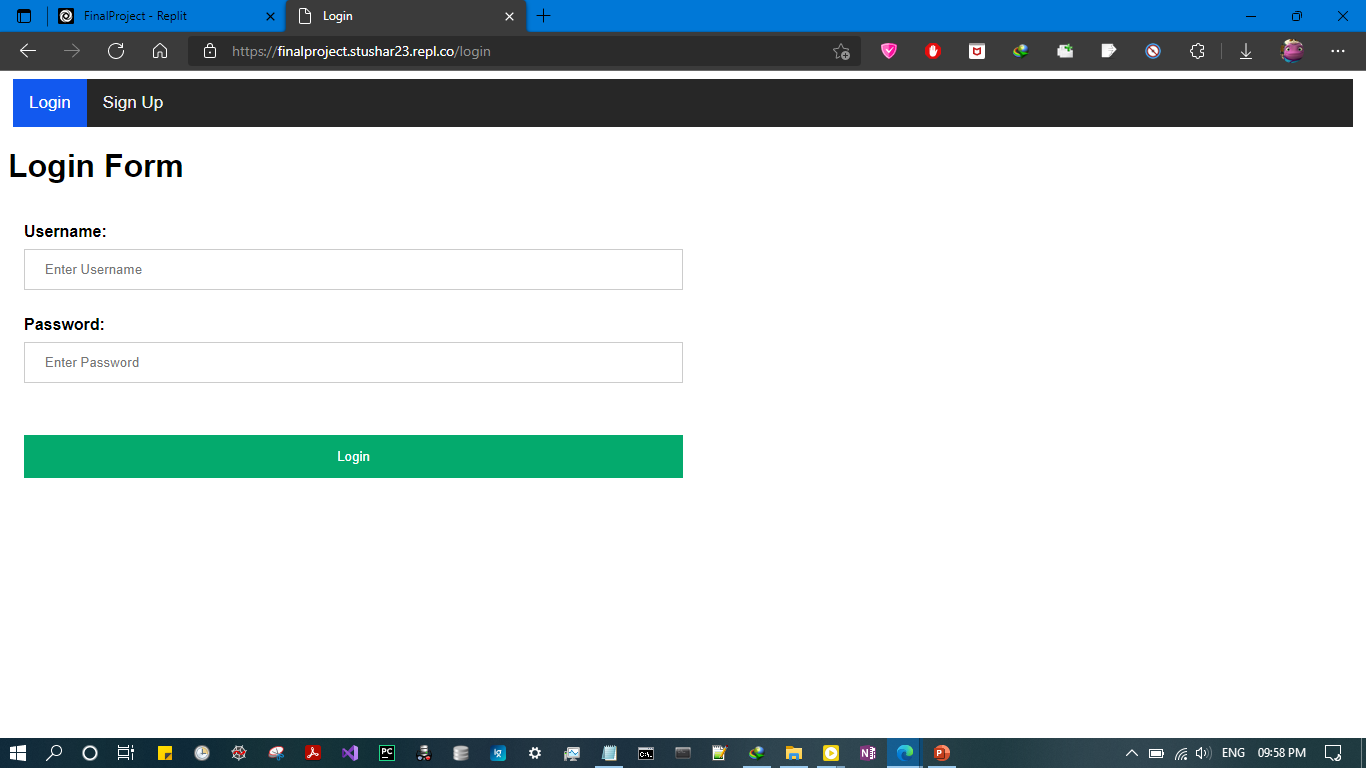 FinalProject - Replit
Login
https://finalproject.stushar23.repl.co/login
Login Sign Up
Login Form
Username:
Enter Username
Password:
Enter Password
Login
PC
C:\.
N
P
ENG 09:58 PM